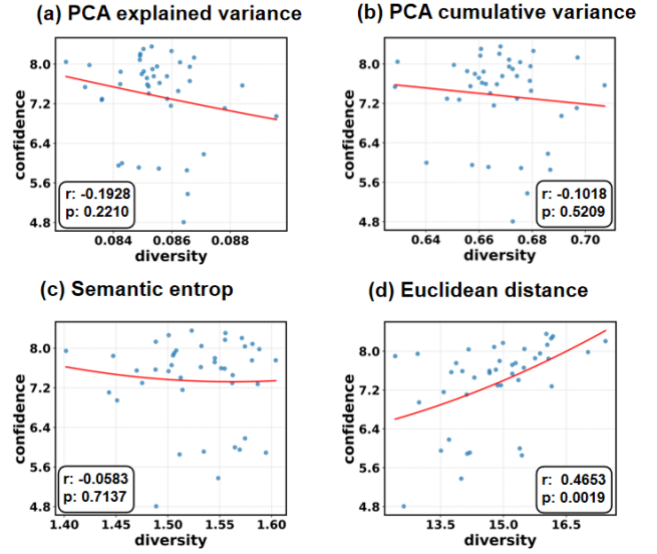 (a) PCA explained variance
(b) PCA cumulative variance
8.0
7.2
6.4
5.6
4.8
confidence
r: -0.1928
p: 0.2210
0.084
0.086
0.088
diversity
8.0
7.2
6.4
5.6
4.8
confidence
r: -0.1018
p: 0.5209
0.64
0.66
0.68
0.70
diversity
(c) Semantic entrop
(d) Euclidean distance
8.0
7.2
6.4
5.6
4.8
confidence
r: -0.0583
p: 0.7137
1.40
1.45
1.50
1.55
1.60
diversity
8.0
7.2
6.4
5.6
4.8
confidence
r: 0.4653
p: 0.0019
13.5
15.0
16.5
diversity